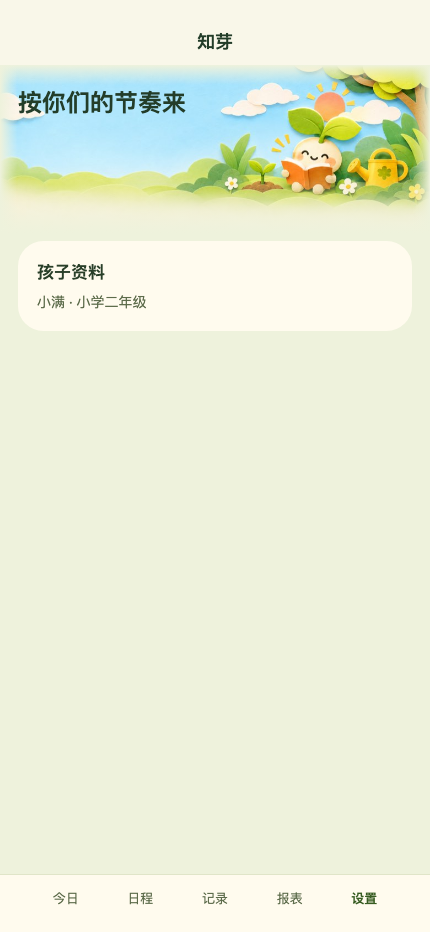 知芽
按你们的节奏来
孩子资料
小满 · 小学二年级
今日
日程
记录
报表
设置